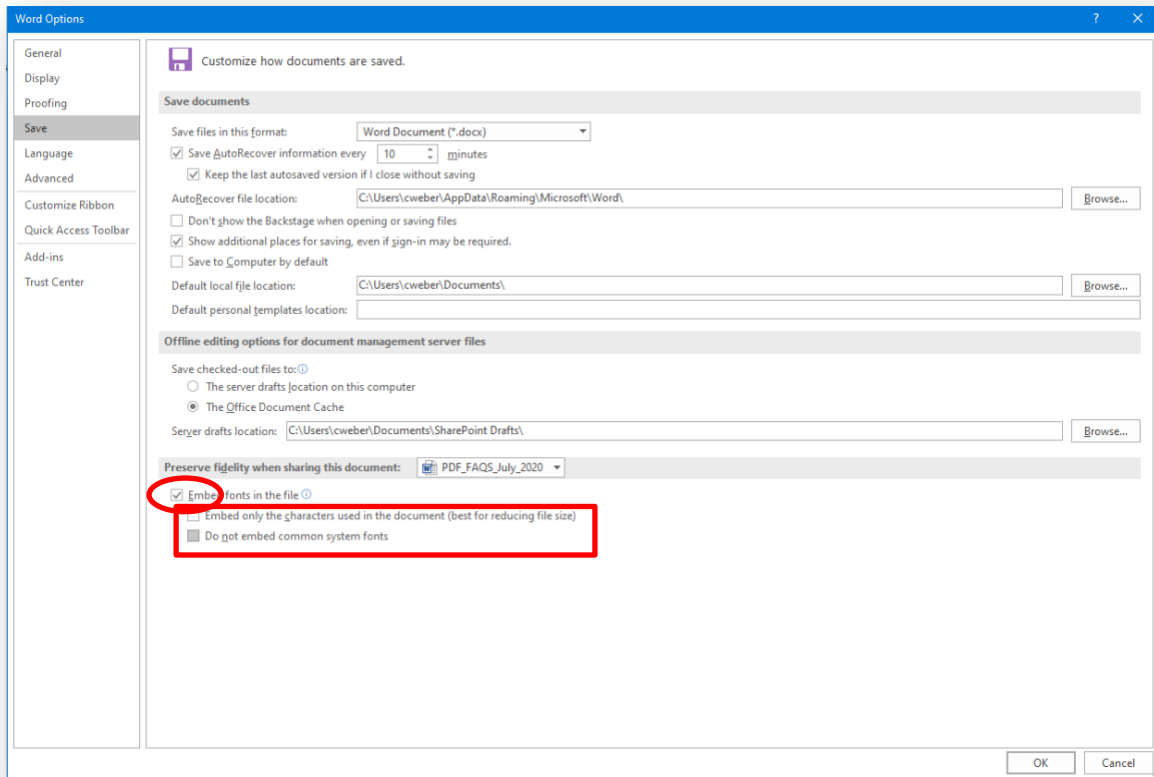 Word Options
? ×
General
Display
Proofing
Save
Language
Advanced
Customize Ribbon
Quick Access Toolbar
Add-ins
Trust Center
Customize how documents are saved.
Save documents
Save files in this format: Word Document (*.docx)
Save AutoRecover information every 10 minutes
Keep the last autosaved version if I close without saving
AutoRecover file location: C:\Users\cweber\AppData\Roaming\Microsoft\Word\ Browse...
Don't show the Backstage when opening or saving files
Show additional places for saving, even if sign-in may be required.
Save to Computer by default
Default local file location: C:\Users\cweber\Documents\ Browse...
Default personal templates location:
Offline editing options for document management server files
Save checked-out files to:
The server drafts location on this computer
The Office Document Cache
Server drafts location: C:\Users\cweber\Documents\SharePoint Drafts\ Browse...
Preserve fidelity when sharing this document: PDF_FAQS_July_2020
Embed fonts in the file
Embed only the characters used in the document (best for reducing file size)
Do not embed common system fonts
OK Cancel